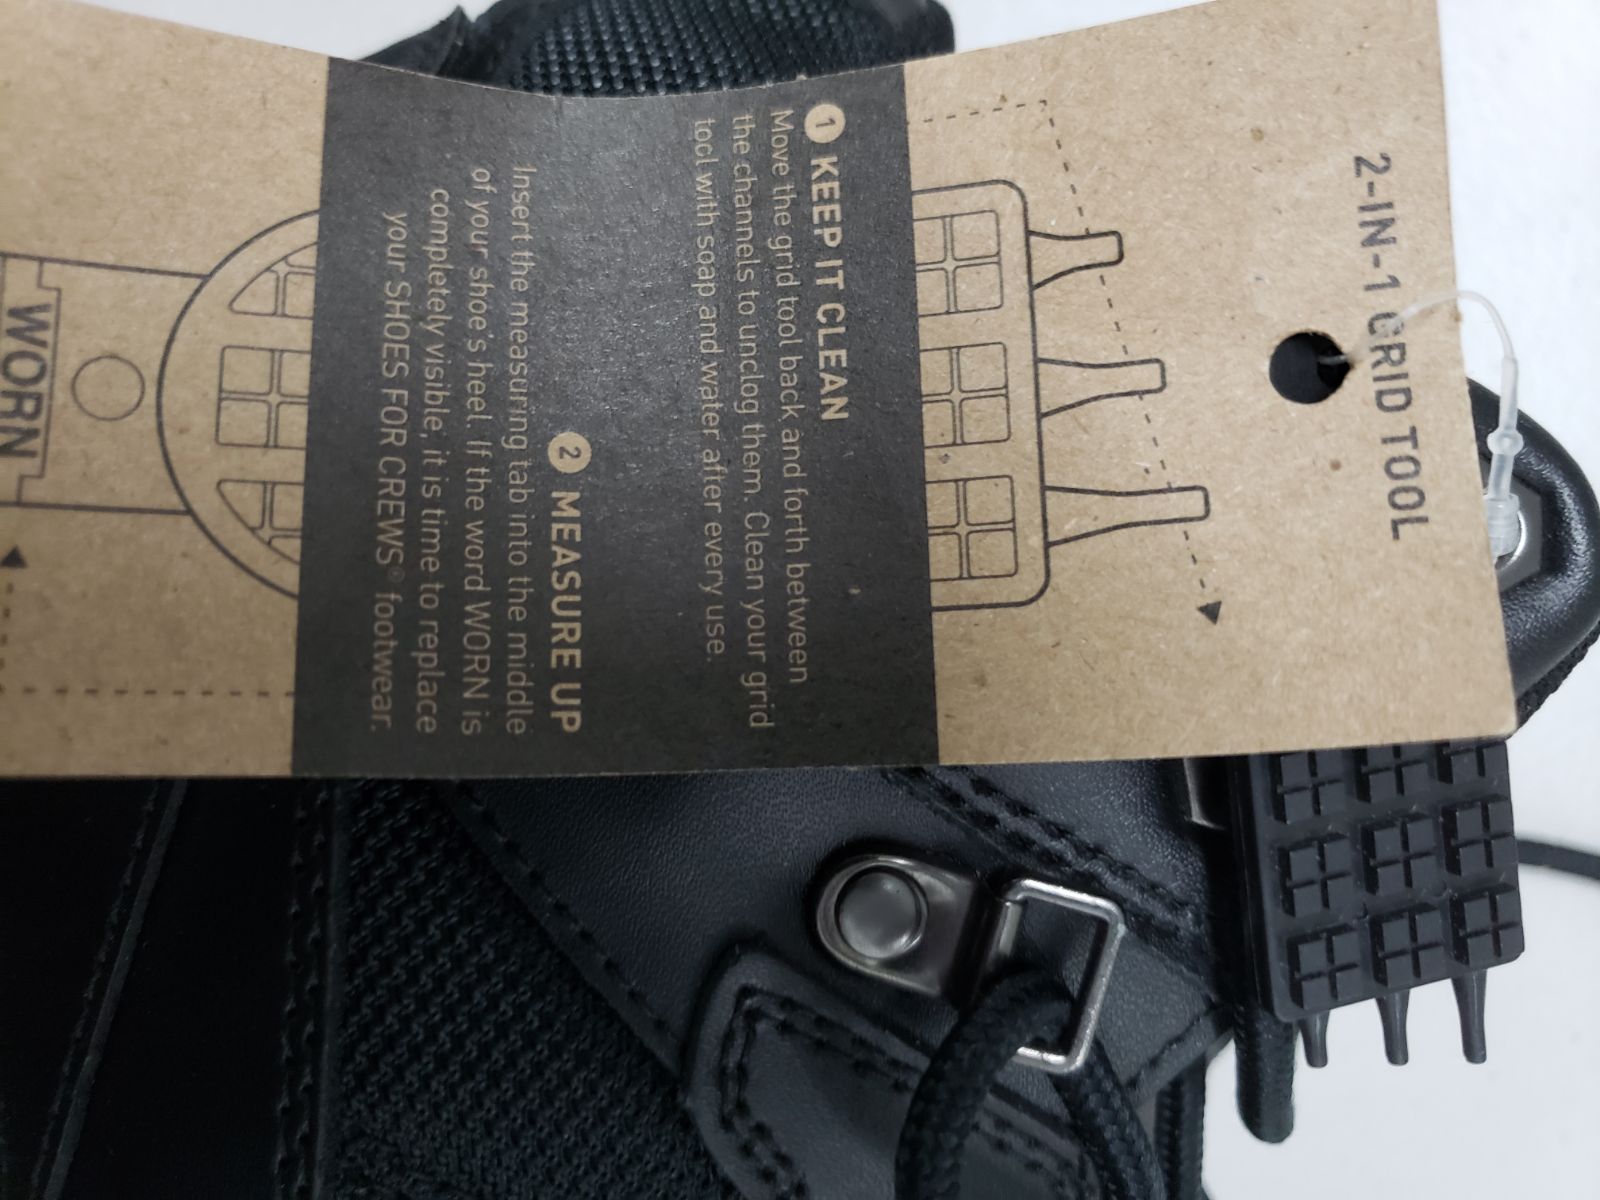 2-IN-1 GRID TOOL
1 KEEP IT CLEAN
Move the grid tool back and forth between
the channels to unclog them. Clean your grid
tool with soap and water after every use.
2 MEASURE UP
Insert the measuring tab into the middle
of your shoe's heel. If the word WORN is
completely visible, it is time to replace
your SHOES FOR CREWS® footwear.
WORN